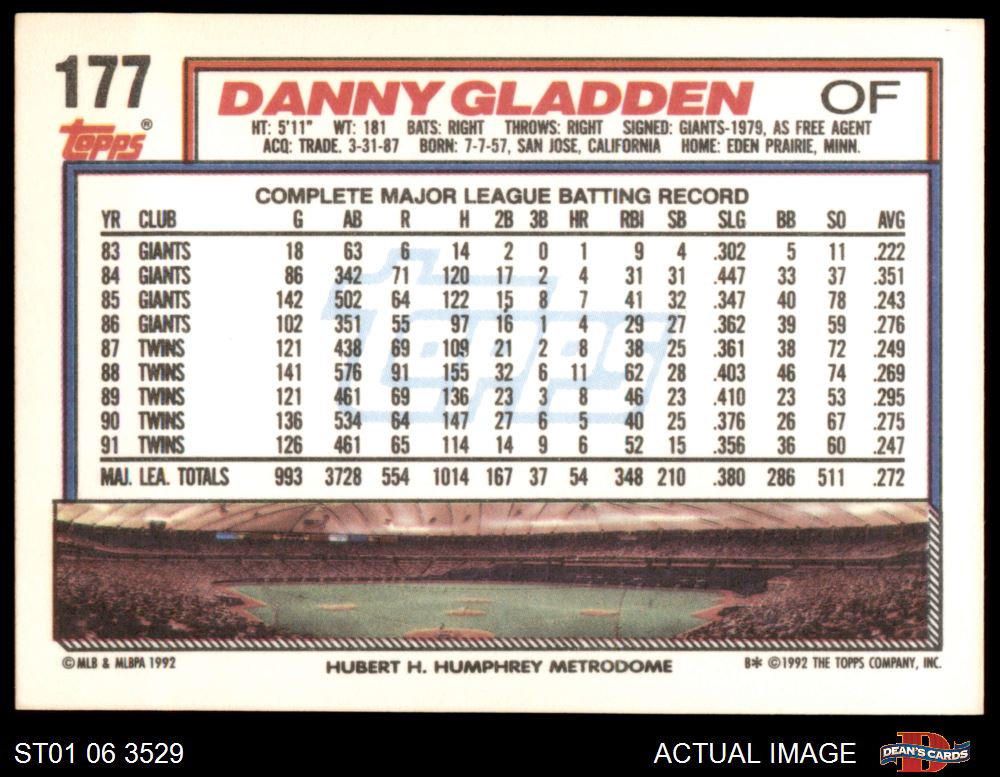 177
DANNY GLADDEN OF
HT: 5'11" WT: 181 BATS: RIGHT THROWS: RIGHT SIGNED: GIANTS-1979, AS FREE AGENT
topps®
ACQ: TRADE. 3-31-87 BORN: 7-7-57, SAN JOSE, CALIFORNIA HOME: EDEN PRAIRIE, MINN.
COMPLETE MAJOR LEAGUE BATTING RECORD
YR CLUB G AB R H 2B 3B HR RBI SB SLG BB SO AVG
83 GIANTS 18 63 6 14 2 0 1 9 4 .302 5 11 .222
84 GIANTS 86 342 71 120 17 2 4 31 31 .447 33 37 .351
85 GIANTS 142 502 64 122 15 8 7 41 32 .347 40 78 .243
86 GIANTS 102 351 55 97 16 1 4 29 27 .362 39 59 .276
87 TWINS 121 438 69 109 21 2 8 38 25 .361 38 72 .249
88 TWINS 141 576 91 155 32 6 11 62 28 .403 46 74 .269
89 TWINS 121 461 69 136 23 3 8 46 23 .410 23 53 .295
90 TWINS 136 534 64 147 27 6 5 40 25 .376 26 67 .275
91 TWINS 126 461 65 114 14 9 6 52 15 .356 36 60 .247
MAJ. LEA. TOTALS 993 3728 554 1014 167 37 54 348 210 .380 286 511 .272
topps
© MLB & MLBPA 1992 HUBERT H. HUMPHREY METRODOME B* © 1992 THE TOPPS COMPANY, INC.
ST01 06 3529 ACTUAL IMAGE D DEAN'S CARDS